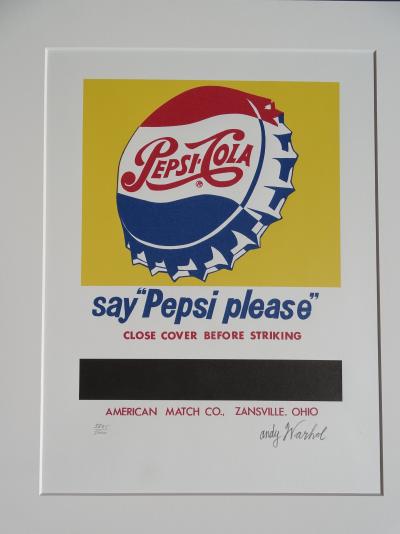 PEPSI·COLA
®
say "Pepsi please"
CLOSE COVER BEFORE STRIKING
AMERICAN MATCH CO., ZANSVILLE. OHIO
andy Warhol